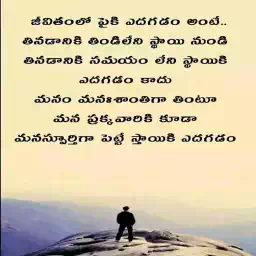 జీవితంలో పైకి ఎదగడం అంటే..
తినడానికి తిండిలేని స్థాయి నుండి
తినడానికి సమయం లేని స్థాయికి
ఎదగడం కాదు
మనం మనఃశాంతిగా తింటూ
మన ప్రక్కవారికి కూడా
మనస్ఫూర్తిగా పెట్టే స్తాయికి ఎదగడం